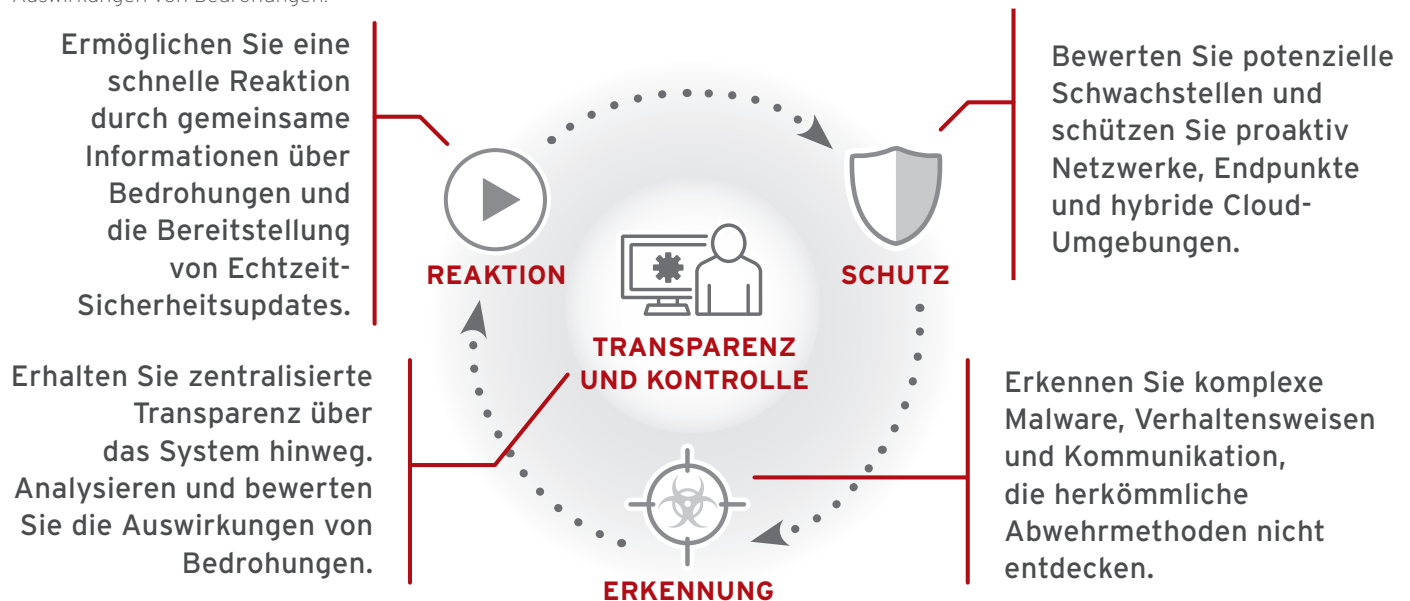 Auswirkungen von Bedrohungen.
Ermöglichen Sie eine
schnelle Reaktion
durch gemeinsame
Informationen über
Bedrohungen und
die Bereitstellung
von Echtzeit-
Sicherheitsupdates.
REAKTION
Bewerten Sie potenzielle
Schwachstellen und
schützen Sie proaktiv
Netzwerke, Endpunkte
und hybride Cloud-
Umgebungen.
SCHUTZ
TRANSPARENZ
UND KONTROLLE
Erhalten Sie zentralisierte
Transparenz über
das System hinweg.
Analysieren und bewerten
Sie die Auswirkungen von
Bedrohungen.
Erkennen Sie komplexe
Malware, Verhaltensweisen
und Kommunikation,
die herkömmliche
Abwehrmethoden nicht
entdecken.
ERKENNUNG